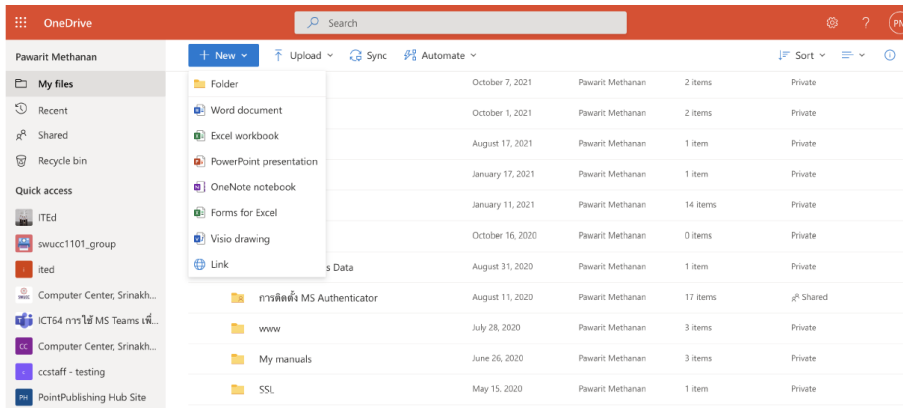 OneDrive
Search
PM
Pawarit Methanan
My files
Recent
Shared
Recycle bin
Quick access
ITEd
swucc1101_group
ited
Computer Center, Srinakh...
ICT64 การใช้ MS Teams เพื่...
CC Computer Center, Srinakh...
ccstaff - testing
PH PointPublishing Hub Site
+ New Upload Sync Automate Sort
Folder
Word document
Excel workbook
PowerPoint presentation
OneNote notebook
Forms for Excel
Visio drawing
Link
October 7, 2021 Pawarit Methanan 2 items Private
October 1, 2021 Pawarit Methanan 2 items Private
August 17, 2021 Pawarit Methanan 1 item Private
January 17, 2021 Pawarit Methanan 1 item Private
January 11, 2021 Pawarit Methanan 14 items Private
October 16, 2020 Pawarit Methanan 0 items Private
s Data August 31, 2020 Pawarit Methanan 1 item Private
การติดตั้ง MS Authenticator August 11, 2020 Pawarit Methanan 17 items Shared
www July 28, 2020 Pawarit Methanan 3 items Private
My manuals June 26, 2020 Pawarit Methanan 3 items Private
SSL May 15, 2020 Pawarit Methanan 1 item Private